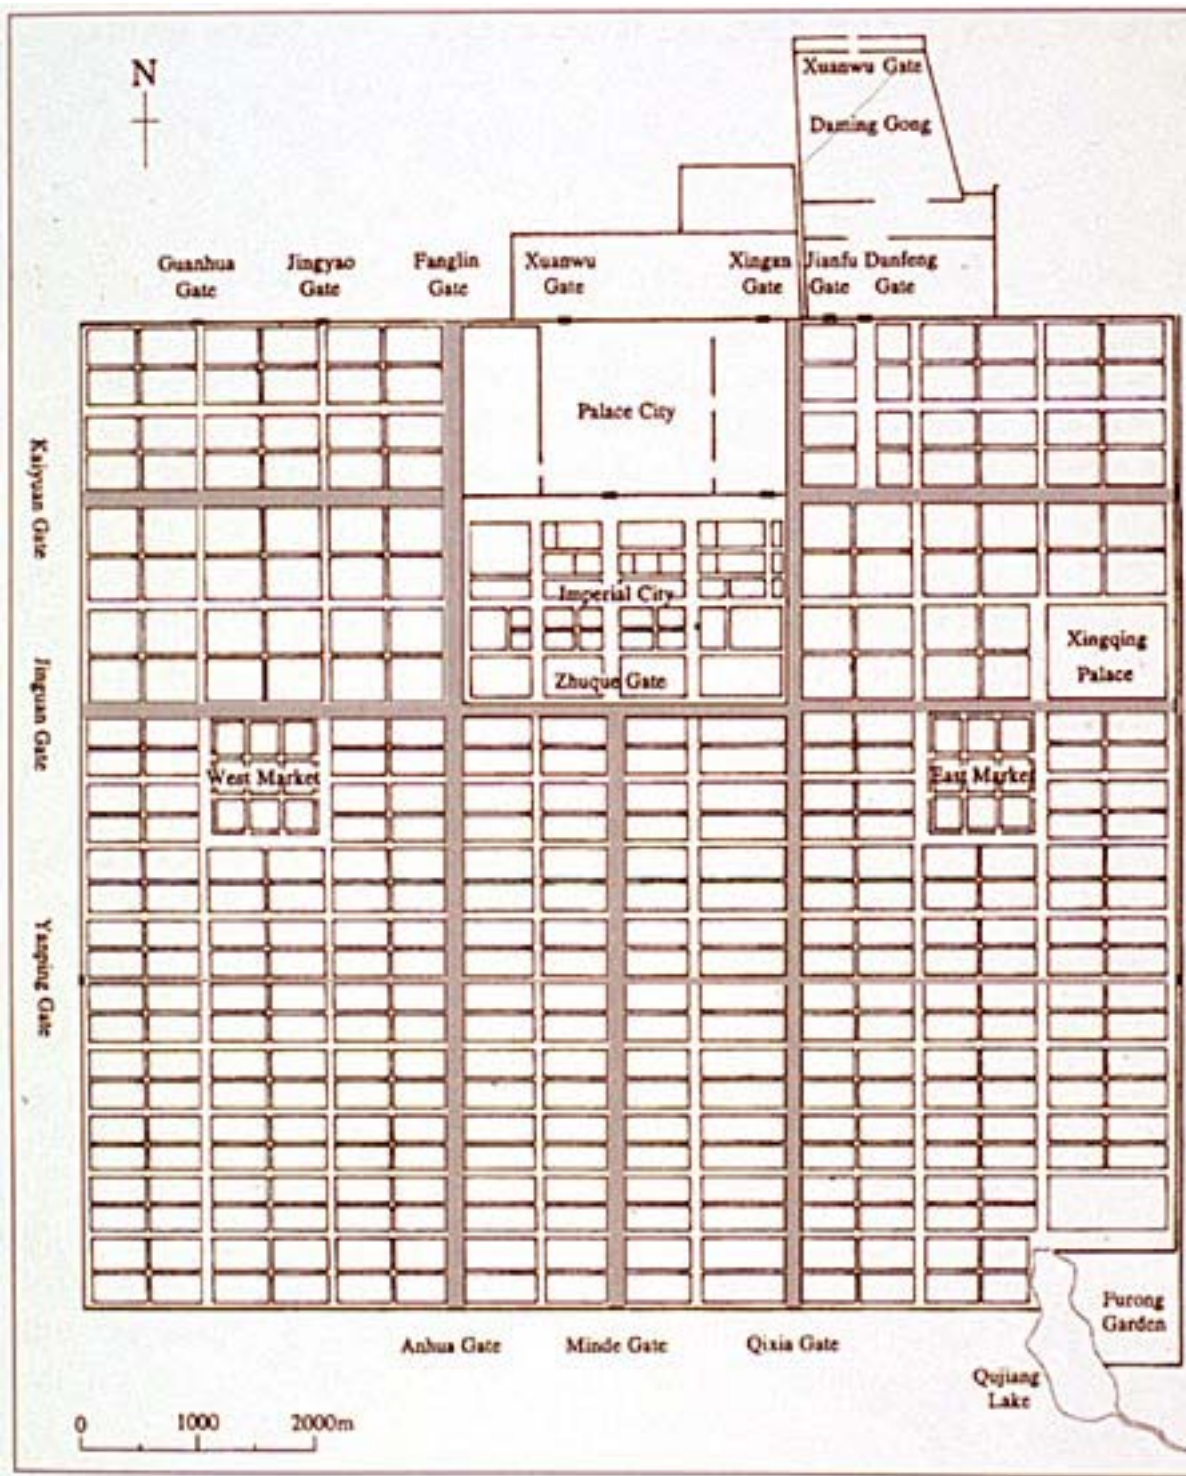 N
Xuanwu Gate
Daming Gong
Guanhua
Gate
Jingyao
Gate
Fanglin
Gate
Xuanwu
Gate
Xingan
Gate
Jianfu
Gate
Danfeng
Gate
Palace City
Kaiyuan Gate
Imperial City
Xingqing
Palace
Zhuque Gate
Jinguan Gate
West Market
East Market
Yanping Gate
Anhua Gate
Minde Gate
Qixia Gate
Furong
Garden
Qujiang
Lake
0 1000 2000m